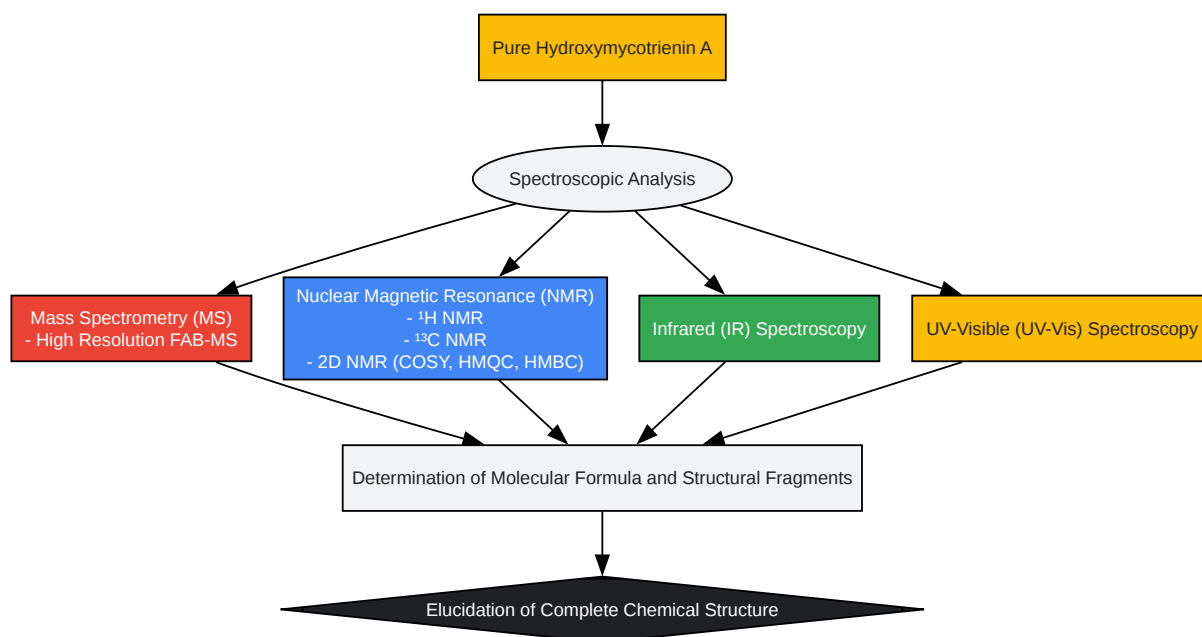 Pure Hydroxymycotrienin A
Spectroscopic Analysis
Mass Spectrometry (MS)
- High Resolution FAB-MS
Nuclear Magnetic Resonance (NMR)
- ¹H NMR
- ¹³C NMR
- 2D NMR (COSY, HMQC, HMBC)
Infrared (IR) Spectroscopy
UV-Visible (UV-Vis) Spectroscopy
Determination of Molecular Formula and Structural Fragments
Elucidation of Complete Chemical Structure